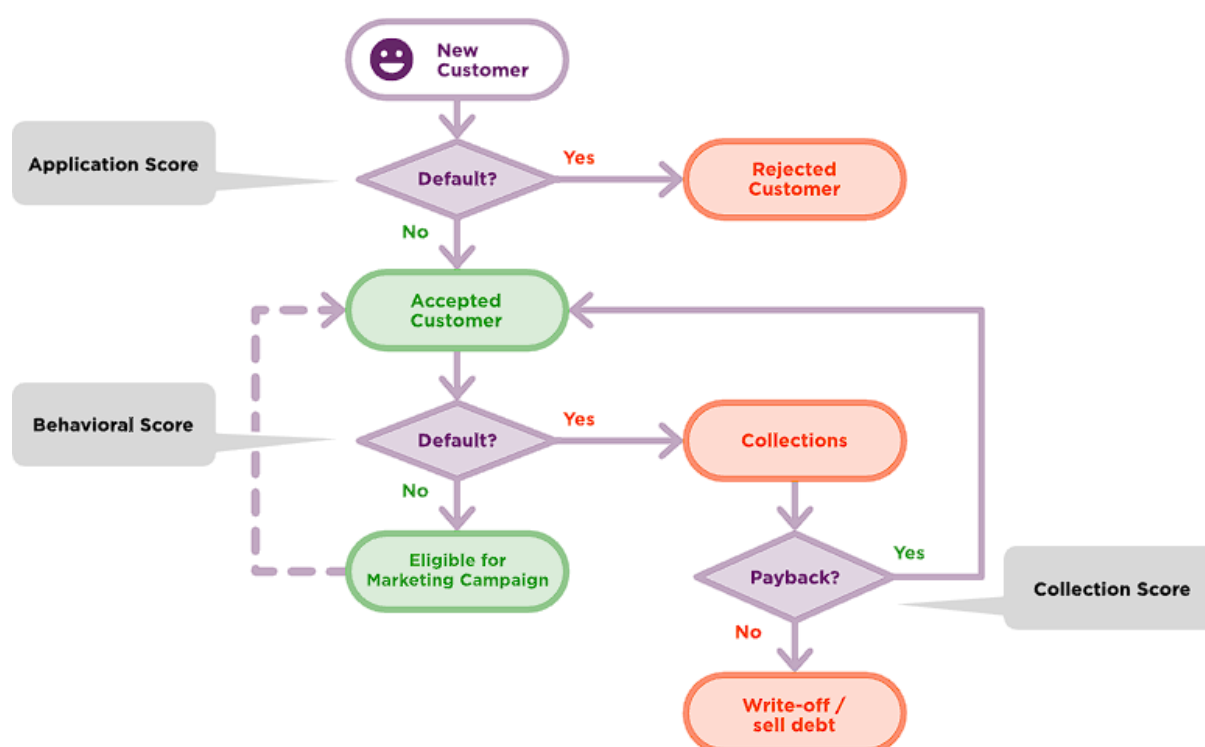 New
Customer
Application Score
Default?
Yes
Rejected
Customer
No
Accepted
Customer
Behavioral Score
Default?
Yes
Collections
No
Eligible for
Marketing Campaign
Payback?
Yes
Collection Score
No
Write-off /
sell debt